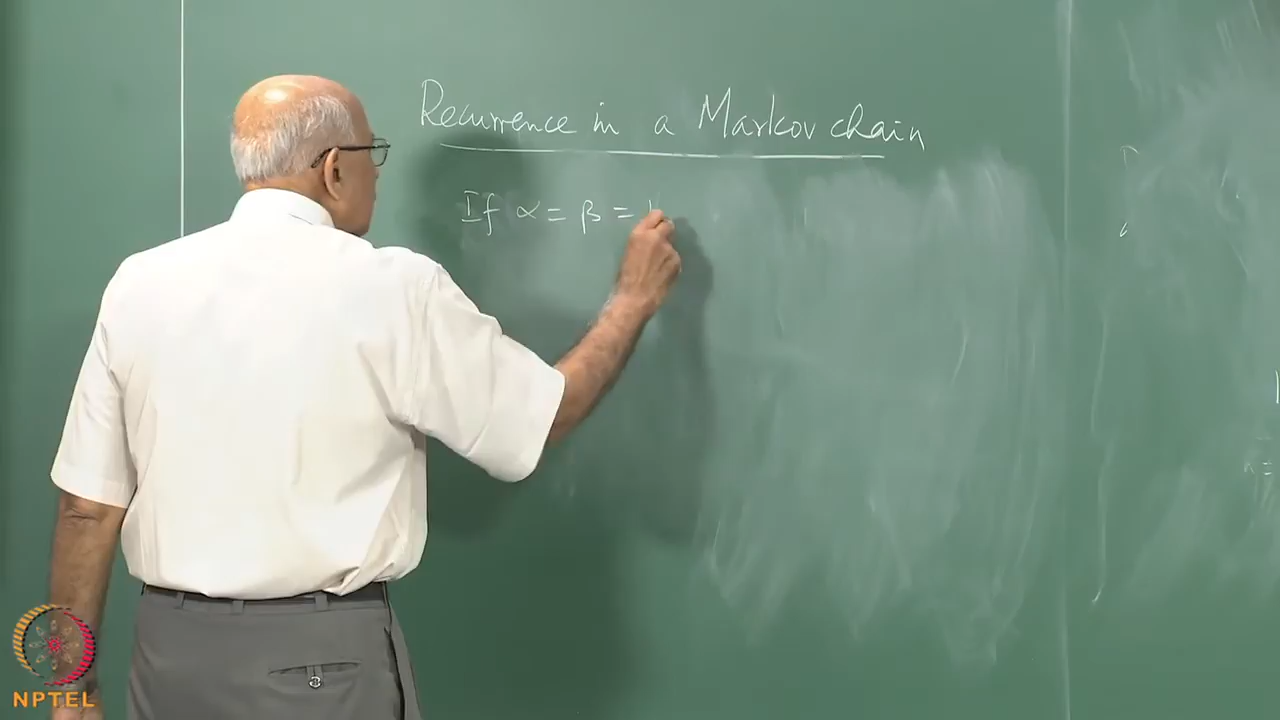 Recurrence in a Markov chain
If α = β =
NPTEL